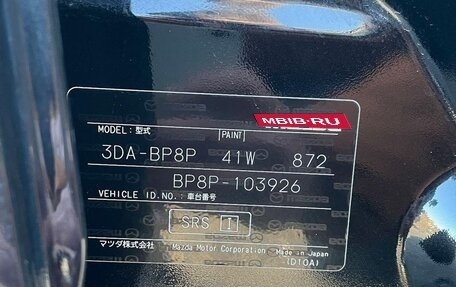 MBIB.RU
MODEL:型式 PAINT
3DA-BP8P 41W 872
BP8P-103926
VEHICLE ID.NO.:車台番号
SRS I
マツダ株式会社 Mazda Motor Corporation Made in Japan
(D10A)